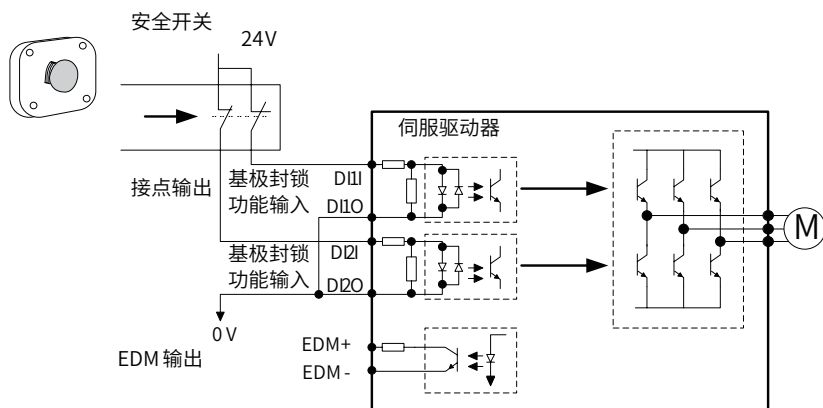 安全开关
24V
伺服驱动器
接点输出
基极封锁
功能输入
DI1I
DI1O
基极封锁
功能输入
DI2I
DI2O
0 V
EDM 输出
EDM+
EDM -
M